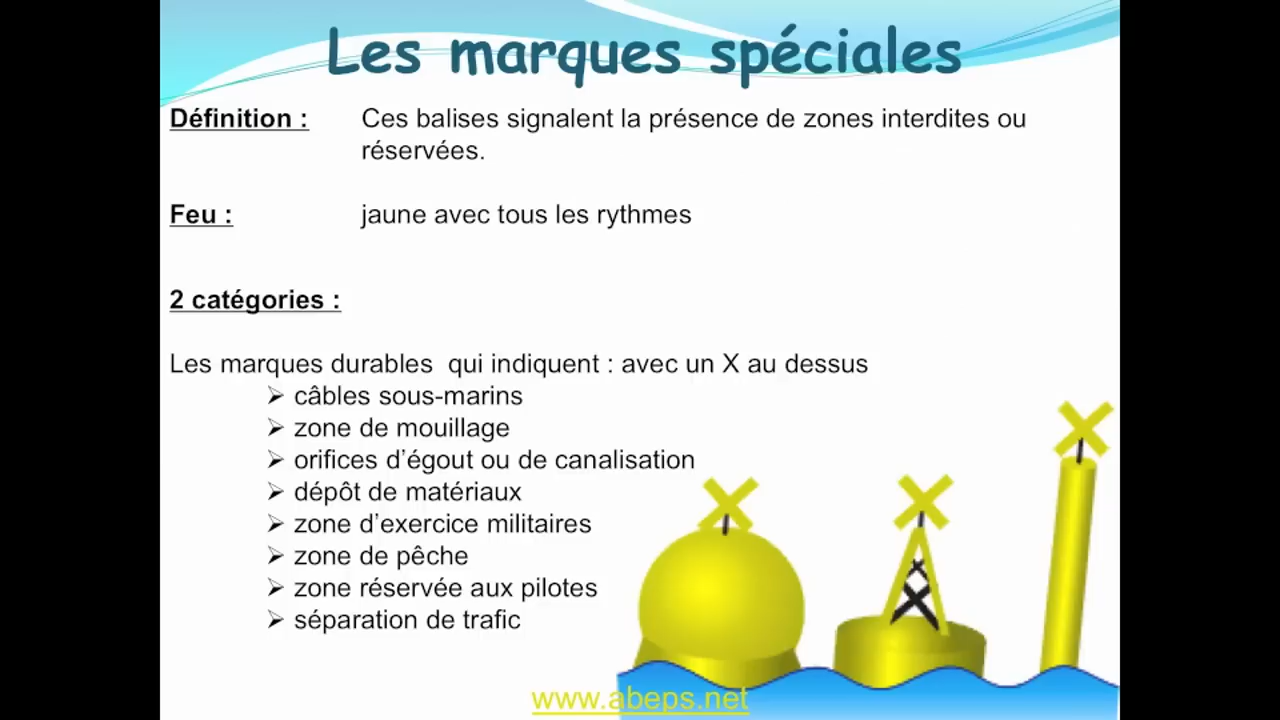 Les marques spéciales
Définition : Ces balises signalent la présence de zones interdites ou
réservées.
Feu : jaune avec tous les rythmes
2 catégories :
Les marques durables qui indiquent : avec un X au dessus
➢ câbles sous-marins
➢ zone de mouillage
➢ orifices d’égout ou de canalisation
➢ dépôt de matériaux
➢ zone d’exercice militaires
➢ zone de pêche
➢ zone réservée aux pilotes
➢ séparation de trafic
www.abeps.net